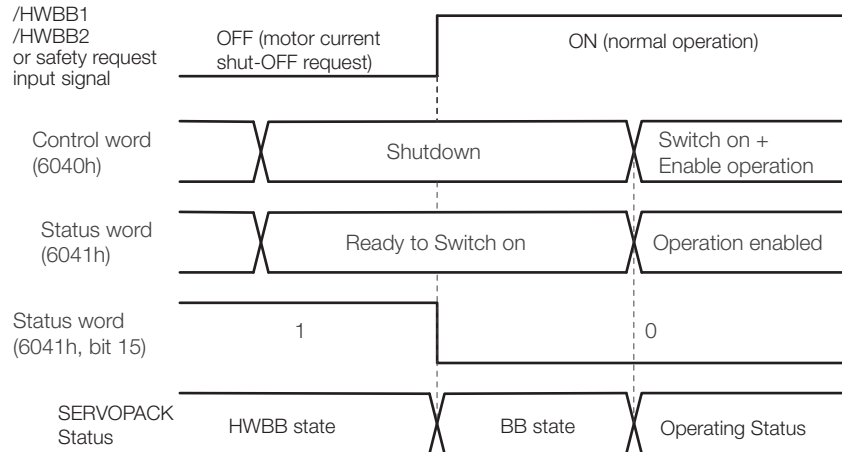 /HWBB1
/HWBB2
or safety request
input signal
OFF (motor current
shut-OFF request)
ON (normal operation)
Control word
(6040h)
Shutdown
Switch on +
Enable operation
Status word
(6041h)
Ready to Switch on
Operation enabled
Status word
(6041h, bit 15)
1
0
SERVOPACK
Status
HWBB state
BB state
Operating Status